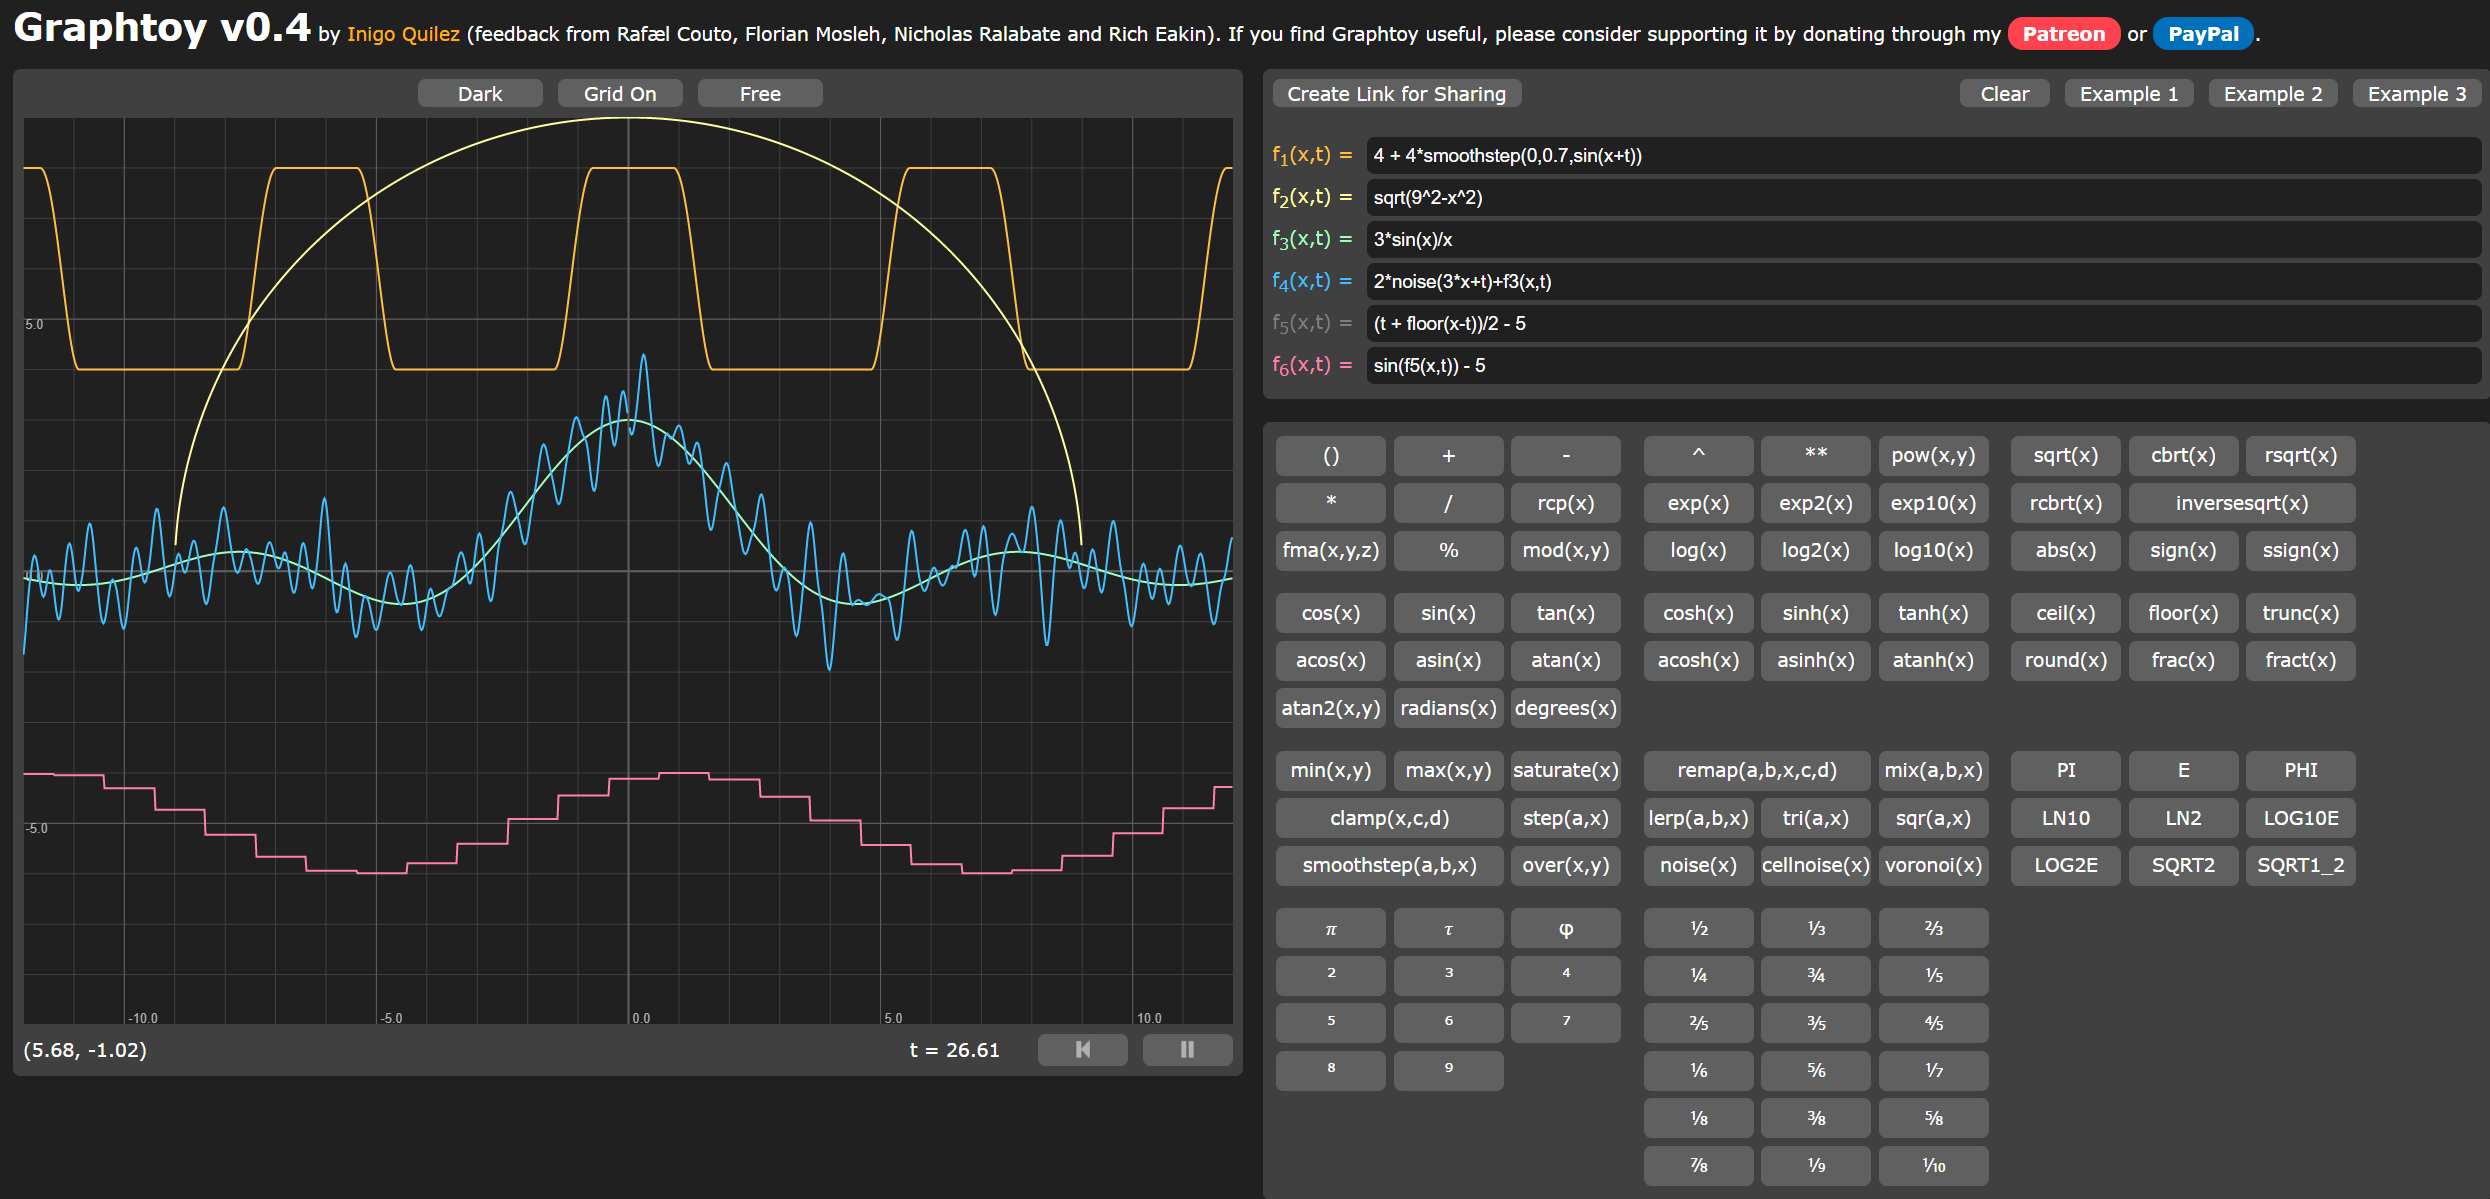 Graphtoy v0.4 by Inigo Quilez (feedback from Rafæl Couto, Florian Mosleh, Nicholas Ralabate and Rich Eakin). If you find Graphtoy useful, please consider supporting it by donating through my Patreon or PayPal.
Dark Grid On Free
5.0
-5.0
-10.0 -5.0 0.0 5.0 10.0
(5.68, -1.02) t = 26.61
Create Link for Sharing Clear Example 1 Example 2 Example 3
f₁(x,t) = 4 + 4*smoothstep(0,0.7,sin(x+t))
f₂(x,t) = sqrt(9^2-x^2)
f₃(x,t) = 3*sin(x)/x
f₄(x,t) = 2*noise(3*x+t)+f3(x,t)
f₅(x,t) = (t + floor(x-t))/2 - 5
f₆(x,t) = sin(f5(x,t)) - 5
() + - ^ ** pow(x,y) sqrt(x) cbrt(x) rsqrt(x)
* / rcp(x) exp(x) exp2(x) exp10(x) rcbrt(x) inversesqrt(x)
fma(x,y,z) % mod(x,y) log(x) log2(x) log10(x) abs(x) sign(x) ssign(x)
cos(x) sin(x) tan(x) cosh(x) sinh(x) tanh(x) ceil(x) floor(x) trunc(x)
acos(x) asin(x) atan(x) acosh(x) asinh(x) atanh(x) round(x) frac(x) fract(x)
atan2(x,y) radians(x) degrees(x)
min(x,y) max(x,y) saturate(x) remap(a,b,x,c,d) mix(a,b,x) PI E PHI
clamp(x,c,d) step(a,x) lerp(a,b,x) tri(a,x) sqr(a,x) LN10 LN2 LOG10E
smoothstep(a,b,x) over(x,y) noise(x) cellnoise(x) voronoi(x) LOG2E SQRT2 SQRT1_2
π τ φ ½ ⅓ ⅔
² ³ ⁴ ¼ ¾ ⅕
⁵ ⁶ ⁷ ⅖ ⅗ ⅘
⁸ ⁹ ⅙ ⅚ ⅐
⅛ ⅜ ⅝
⅞ ⅑ ⅒